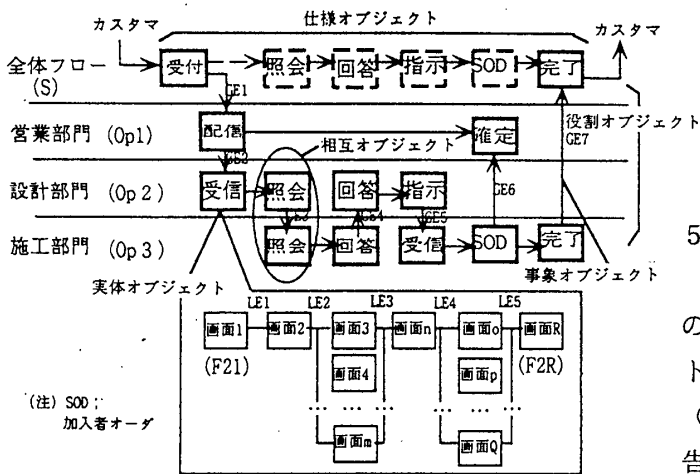 仕様オブジェクト
カスタマ
カスタマ
全体フロー
(S)
受付
照会
回答
指示
SOD
完了
GE1
営業部門 (Op1)
配信
確定
役割オブジェクト
GE7
相互オブジェクト
設計部門 (Op2)
受信
照会
回答
指示
GE6
GE5
施工部門 (Op3)
照会
回答
受信
SOD
完了
実体オブジェクト
事象オブジェクト
LE1
LE2
LE3
LE4
LE5
画面1
画面2
画面3
画面n
画面o
画面R
(F21)
(F2R)
画面4
画面p
… …
… …
画面m
画面Q
(注) SOD ;
加入者オーダ
5
の
ト
(
告